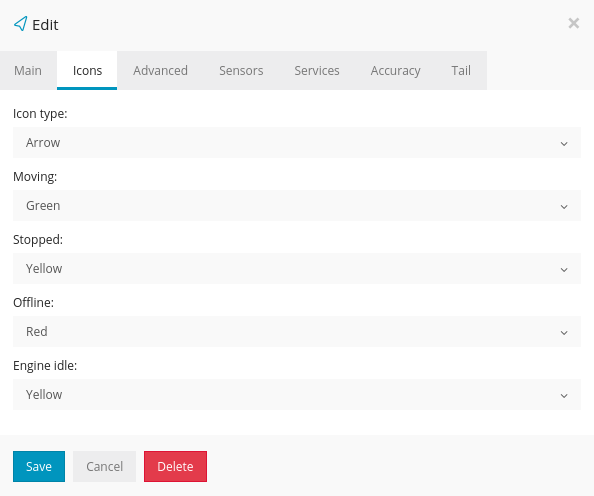 Edit
Main Icons Advanced Sensors Services Accuracy Tail
Icon type:
Arrow
Moving:
Green
Stopped:
Yellow
Offline:
Red
Engine idle:
Yellow
Save Cancel Delete